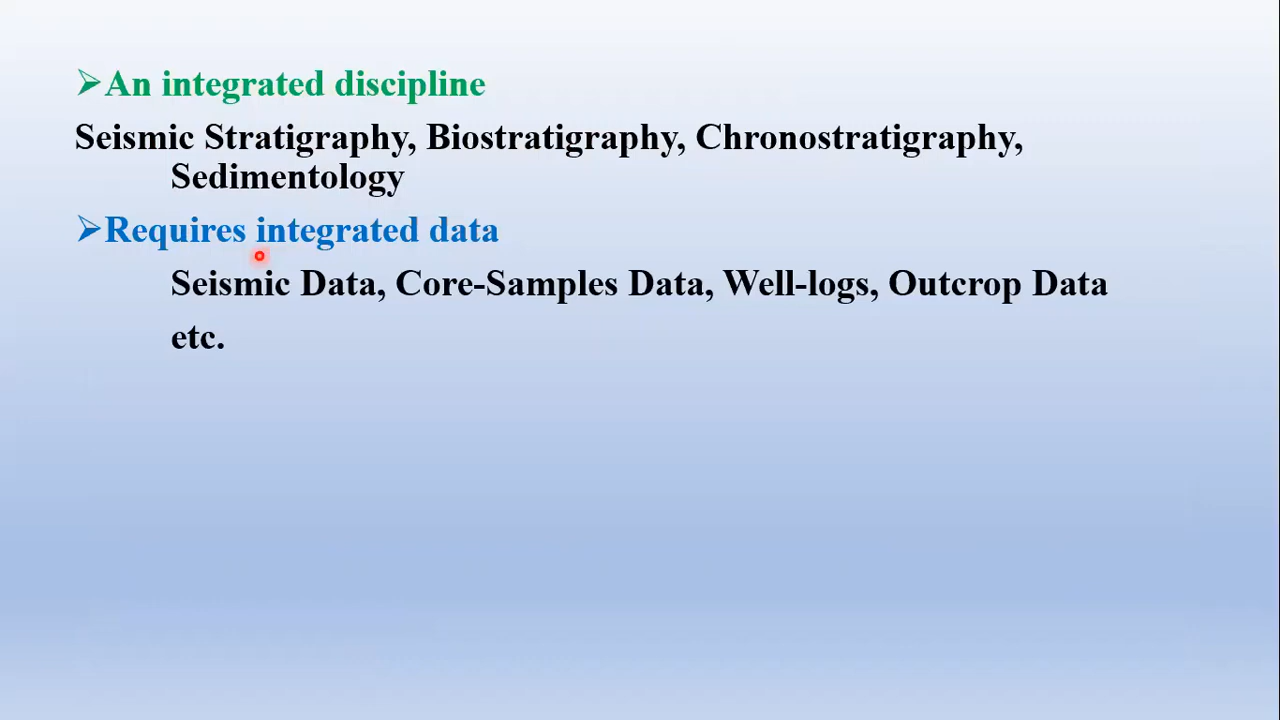 ➢An integrated discipline
Seismic Stratigraphy, Biostratigraphy, Chronostratigraphy,
Sedimentology
➢Requires integrated data
Seismic Data, Core-Samples Data, Well-logs, Outcrop Data
etc.